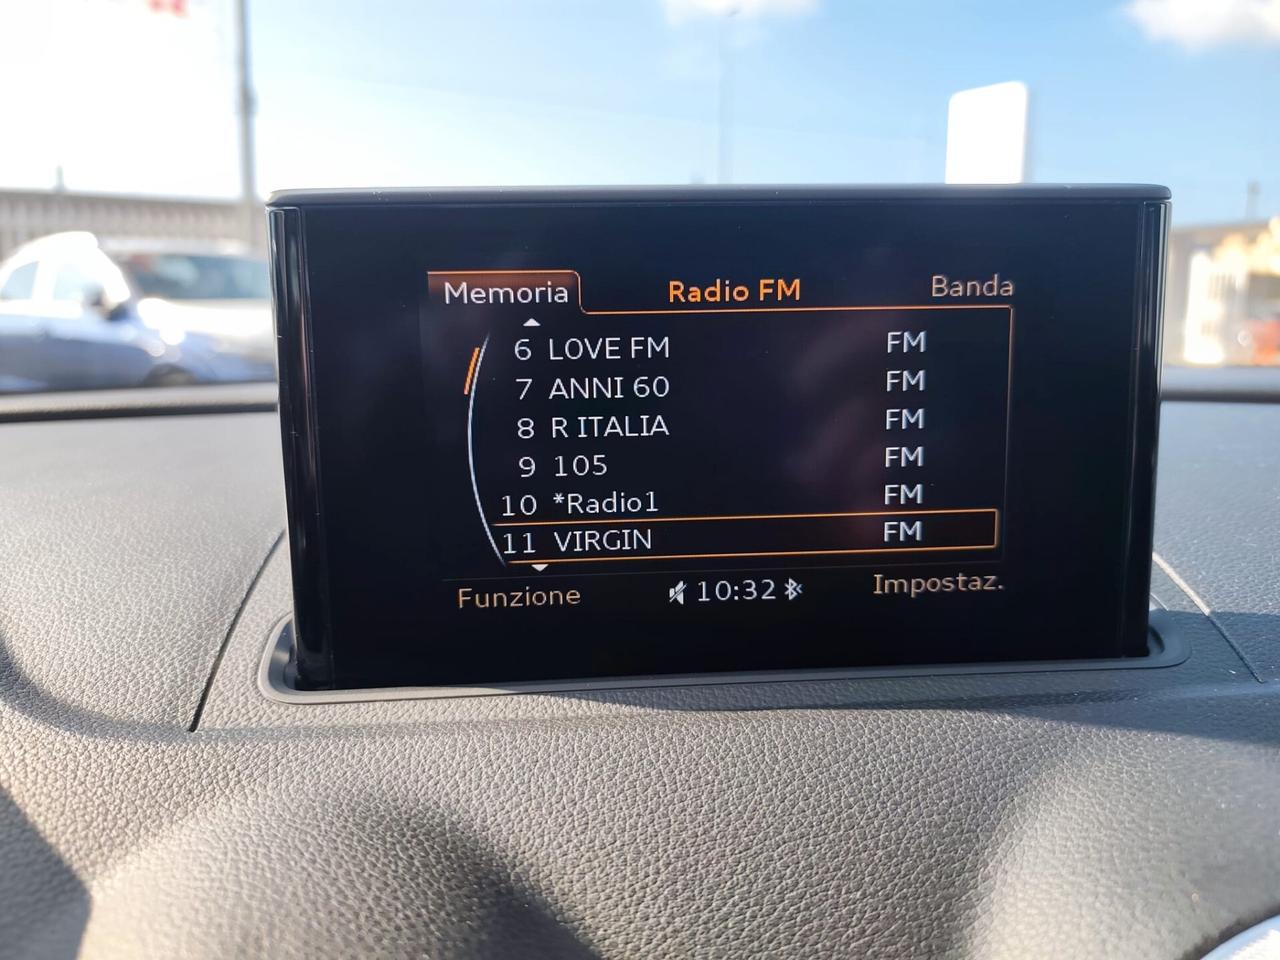 Memoria Radio FM Banda
6 LOVE FM FM
7 ANNI 60 FM
8 R ITALIA FM
9 105 FM
10 *Radio1 FM
11 VIRGIN FM
Funzione 10:32 Impostaz.